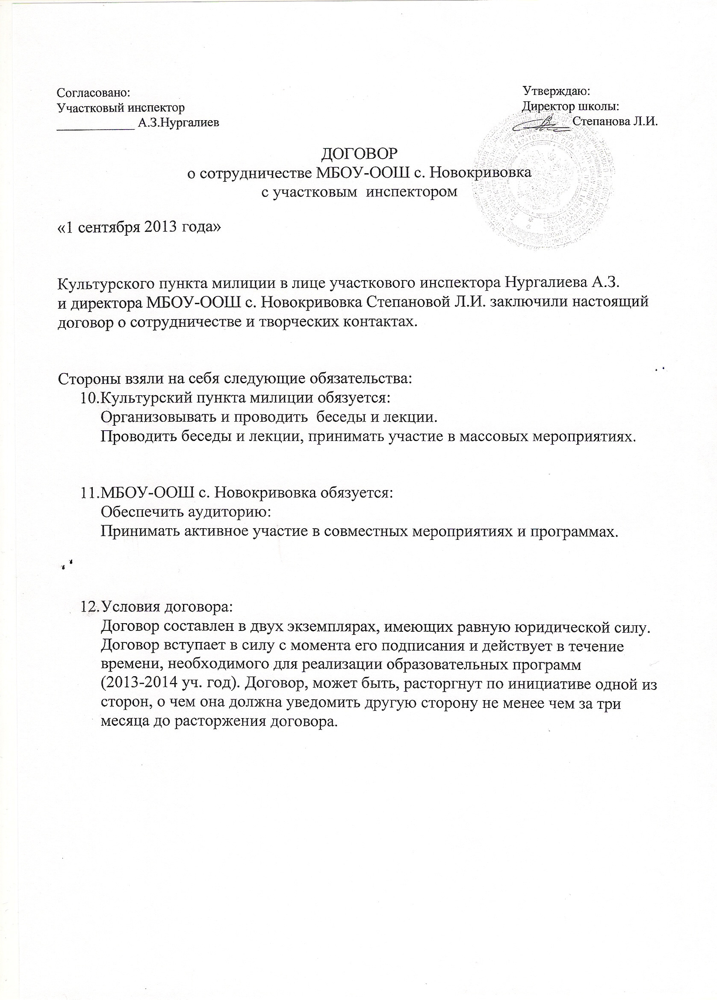 Согласовано:
Утверждаю:
Участковый инспектор
Директор школы:
____________ А.З.Нургалиев
Степанова Л.И.
ДОГОВОР
о сотрудничестве МБОУ-ООШ с. Новокривовка
с участковым инспектором
«1 сентября 2013 года»
Культурского пункта милиции в лице участкового инспектора Нургалиева А.З.
и директора МБОУ-ООШ с. Новокривовка Степановой Л.И. заключили настоящий
договор о сотрудничестве и творческих контактах.
Стороны взяли на себя следующие обязательства:
10.Культурский пункта милиции обязуется:
Организовывать и проводить беседы и лекции.
Проводить беседы и лекции, принимать участие в массовых мероприятиях.
11.МБОУ-ООШ с. Новокривовка обязуется:
Обеспечить аудиторию:
Принимать активное участие в совместных мероприятиях и программах.
12.Условия договора:
Договор составлен в двух экземплярах, имеющих равную юридической силу.
Договор вступает в силу с момента его подписания и действует в течение
времени, необходимого для реализации образовательных программ
(2013-2014 уч. год). Договор, может быть, расторгнут по инициативе одной из
сторон, о чем она должна уведомить другую сторону не менее чем за три
месяца до расторжения договора.